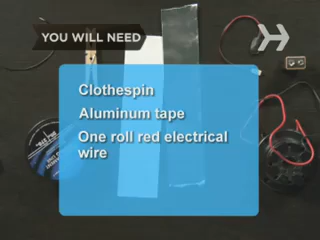 YOU WILL NEED
Clothespin
Aluminum tape
One roll red electrical
wire